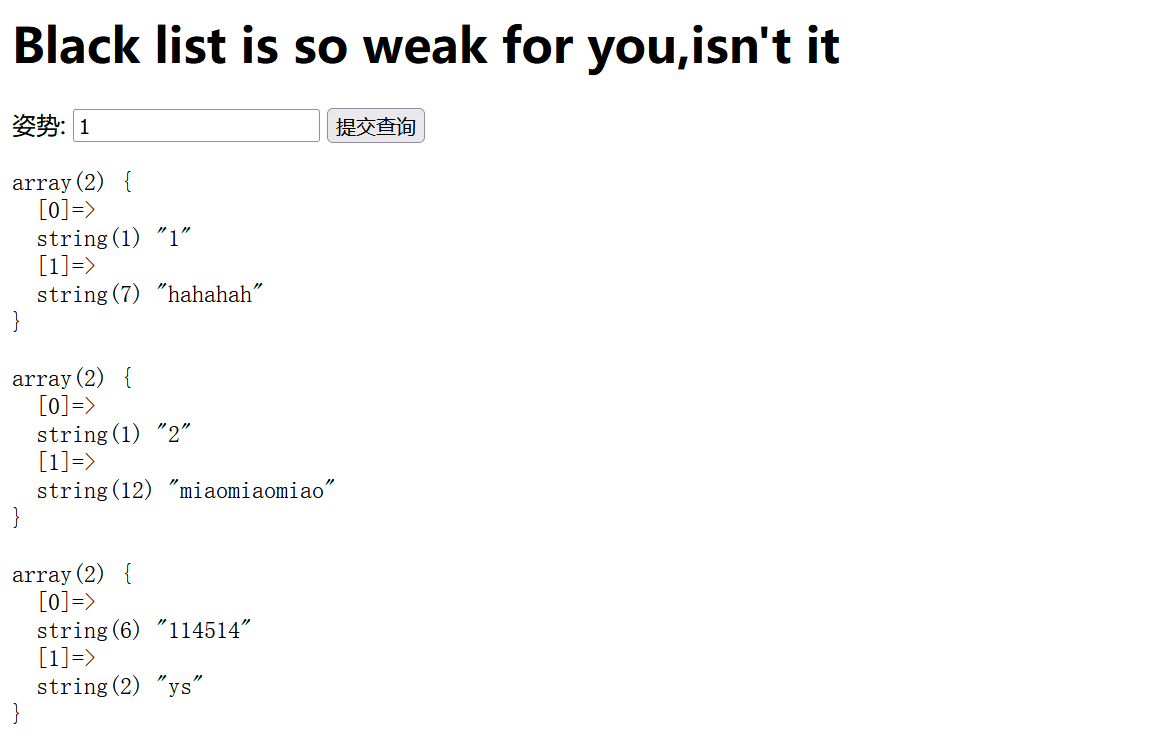 Black list is so weak for you,isn't it
姿势: 1 提交查询
array(2) {
  [0]=>
  string(1) "1"
  [1]=>
  string(7) "hahahah"
}
array(2) {
  [0]=>
  string(1) "2"
  [1]=>
  string(12) "miaomiaomiao"
}
array(2) {
  [0]=>
  string(6) "114514"
  [1]=>
  string(2) "ys"
}